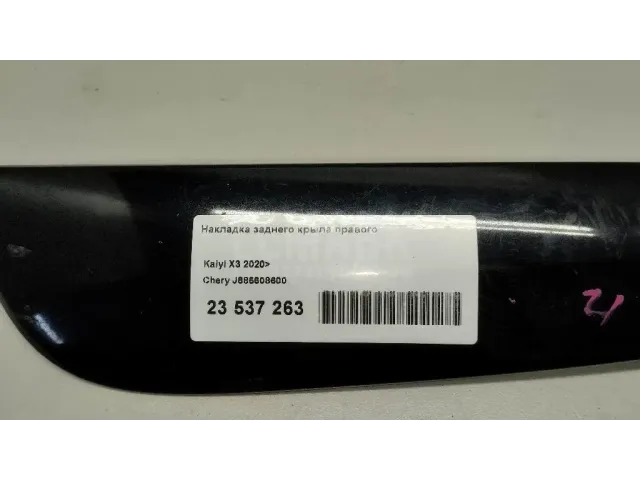 Накладка заднего крыла правого
Kaiyi X3 2020>
Chery J686808600
23 537 263